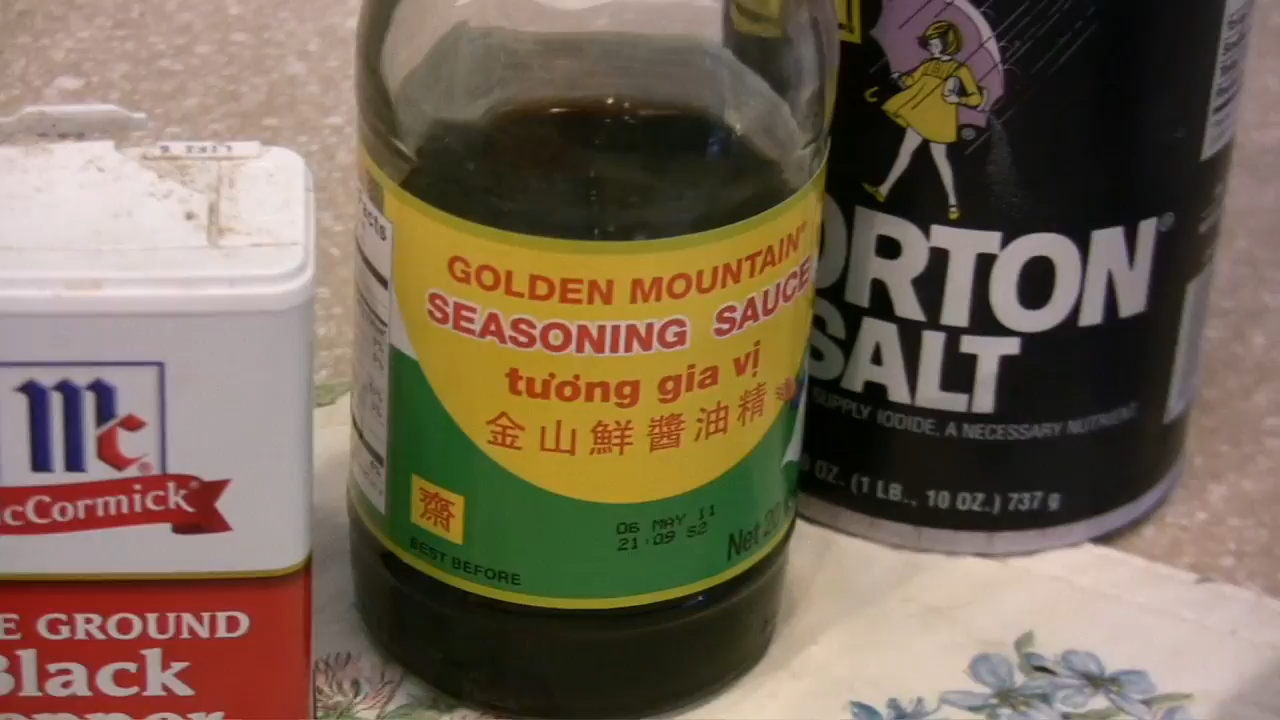 Mc
McCormick
E GROUND
Black
GOLDEN MOUNTAIN®
SEASONING SAUCE
tương gia vị
金山鮮醬油精
齋
BEST BEFORE
06 MAY 11
21:09 S2
Net 20
ORTON®
SALT
SUPPLY IODIDE, A NECESSARY NUTRIENT
OZ. (1 LB., 10 OZ.) 737 g